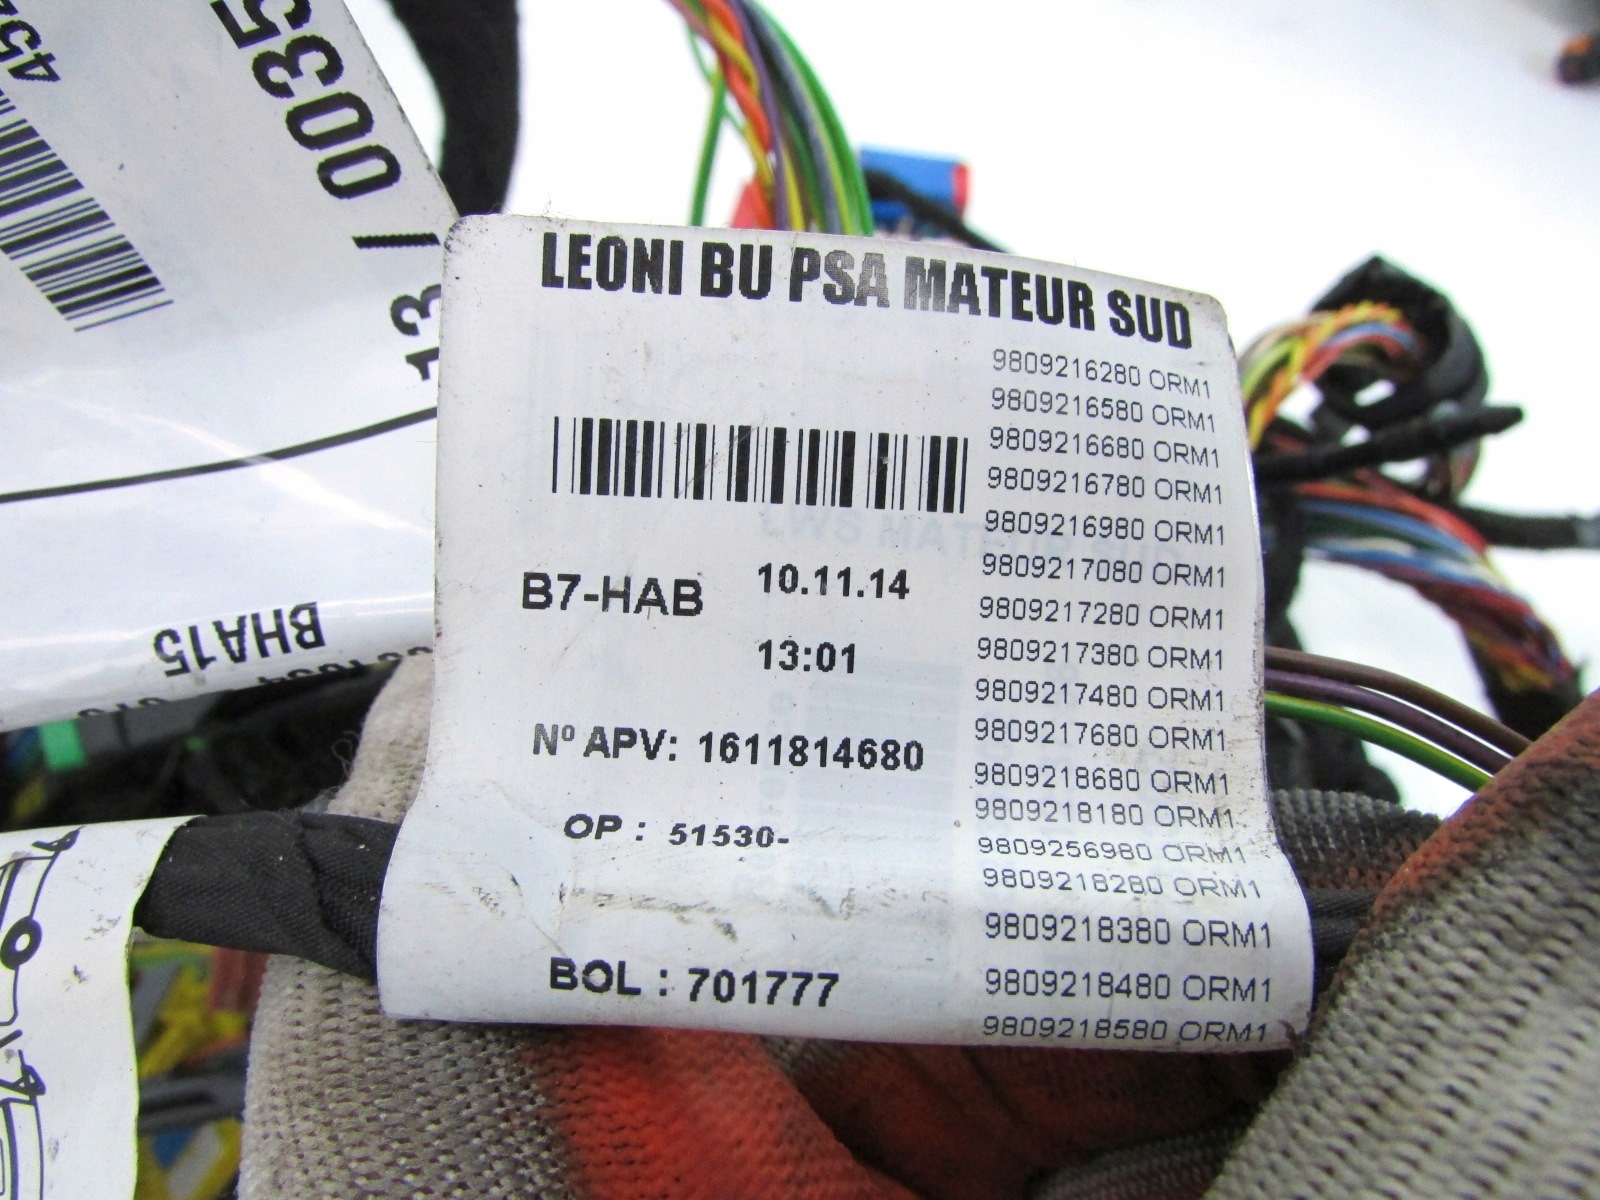 LEONI BU PSA MATEUR SUD
9809216280 ORM1
9809216580 ORM1
9809216680 ORM1
9809216780 ORM1
9809216980 ORM1
9809217080 ORM1
9809217280 ORM1
9809217380 ORM1
9809217480 ORM1
9809217680 ORM1
9809218680 ORM1
9809218180 ORM1
9809256980 ORM1
9809218280 ORM1
9809218380 ORM1
9809218480 ORM1
9809218580 ORM1
B7-HAB
10.11.14
13:01
Nº APV: 1611814680
OP : 51530-
BOL : 701777
13 / 0035
BHA15